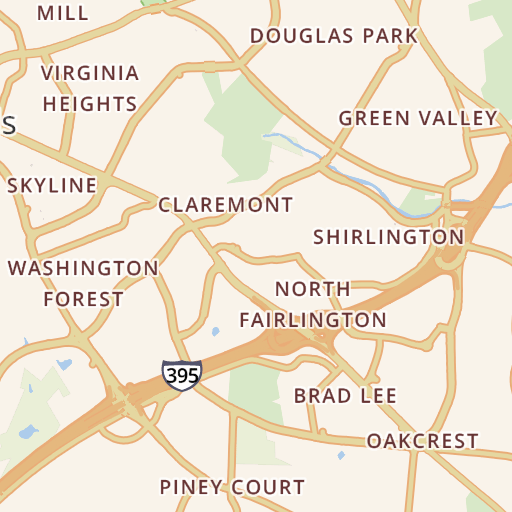 MILL
DOUGLAS PARK
VIRGINIA
HEIGHTS
GREEN VALLEY
S
SKYLINE
CLAREMONT
SHIRLINGTON
WASHINGTON
FOREST
NORTH
FAIRLINGTON
395
BRAD LEE
OAKCREST
PINEY COURT